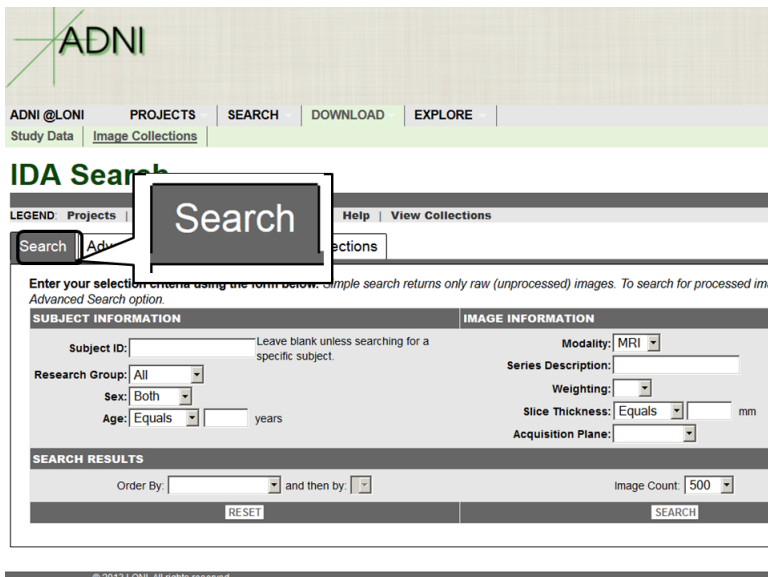 ADNI
ADNI @LONI PROJECTS SEARCH DOWNLOAD EXPLORE
Study Data Image Collections
IDA Search
LEGEND: Projects | Help | View Collections
Search
Search
Enter your selection criteria using the form below. Simple search returns only raw (unprocessed) images. To search for processed
Advanced Search option.
SUBJECT INFORMATION
Subject ID: Leave blank unless searching for a
specific subject.
Research Group: All
Sex: Both
Age: Equals years
IMAGE INFORMATION
Modality: MRI
Series Description:
Weighting:
Slice Thickness: Equals mm
Acquisition Plane:
SEARCH RESULTS
Order By: and then by: Image Count: 500
RESET SEARCH